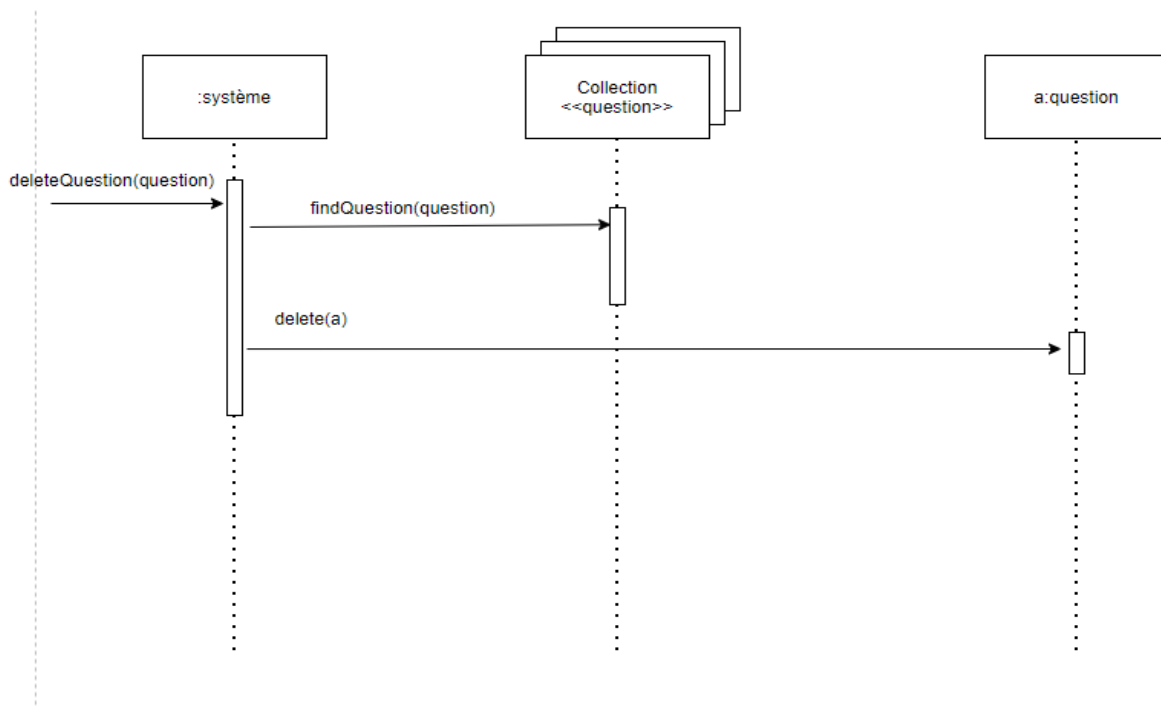 :système
Collection
<<question>>
a:question
deleteQuestion(question)
findQuestion(question)
delete(a)